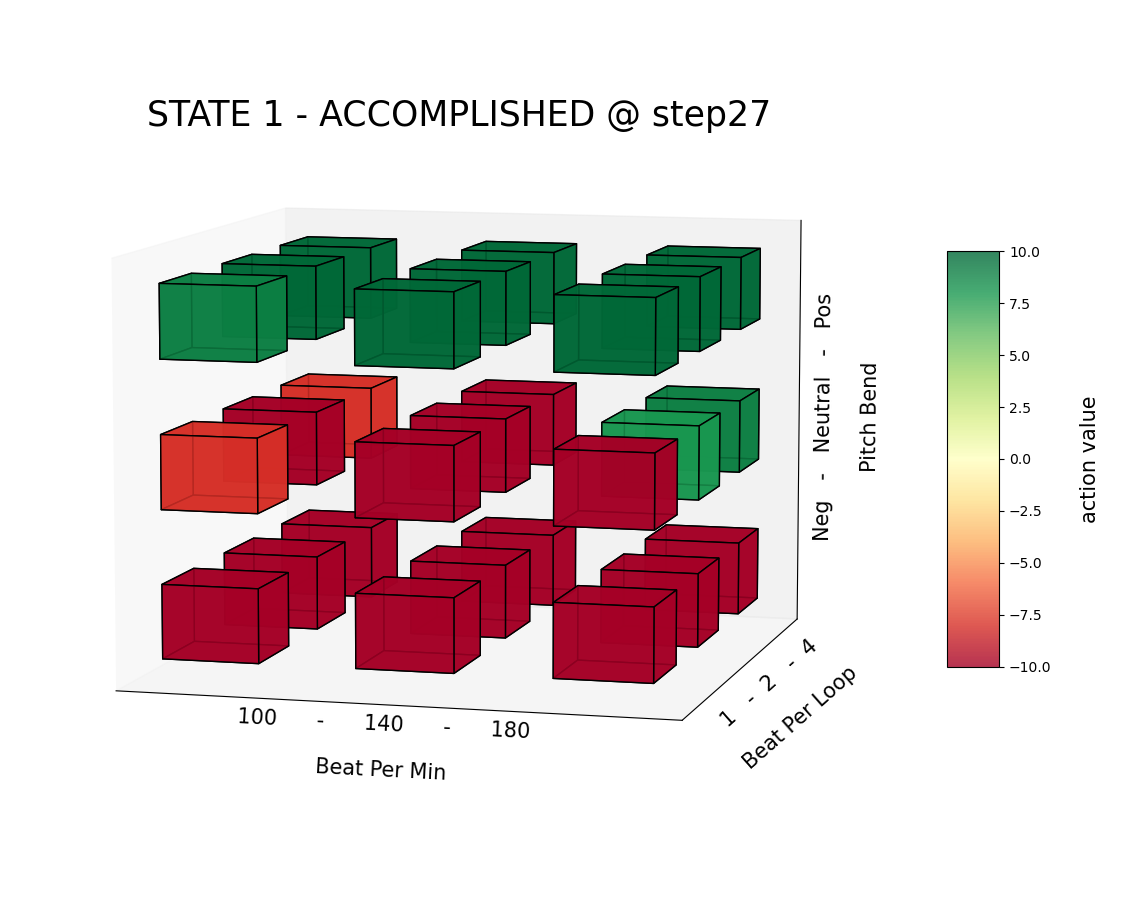 STATE 1 - ACCOMPLISHED @ step27
Neg - Neutral - Pos
Pitch Bend
100 - 140 - 180
Beat Per Min
1 - 2 - 4
Beat Per Loop
10.0
7.5
5.0
2.5
0.0
−2.5
−5.0
−7.5
−10.0
action value